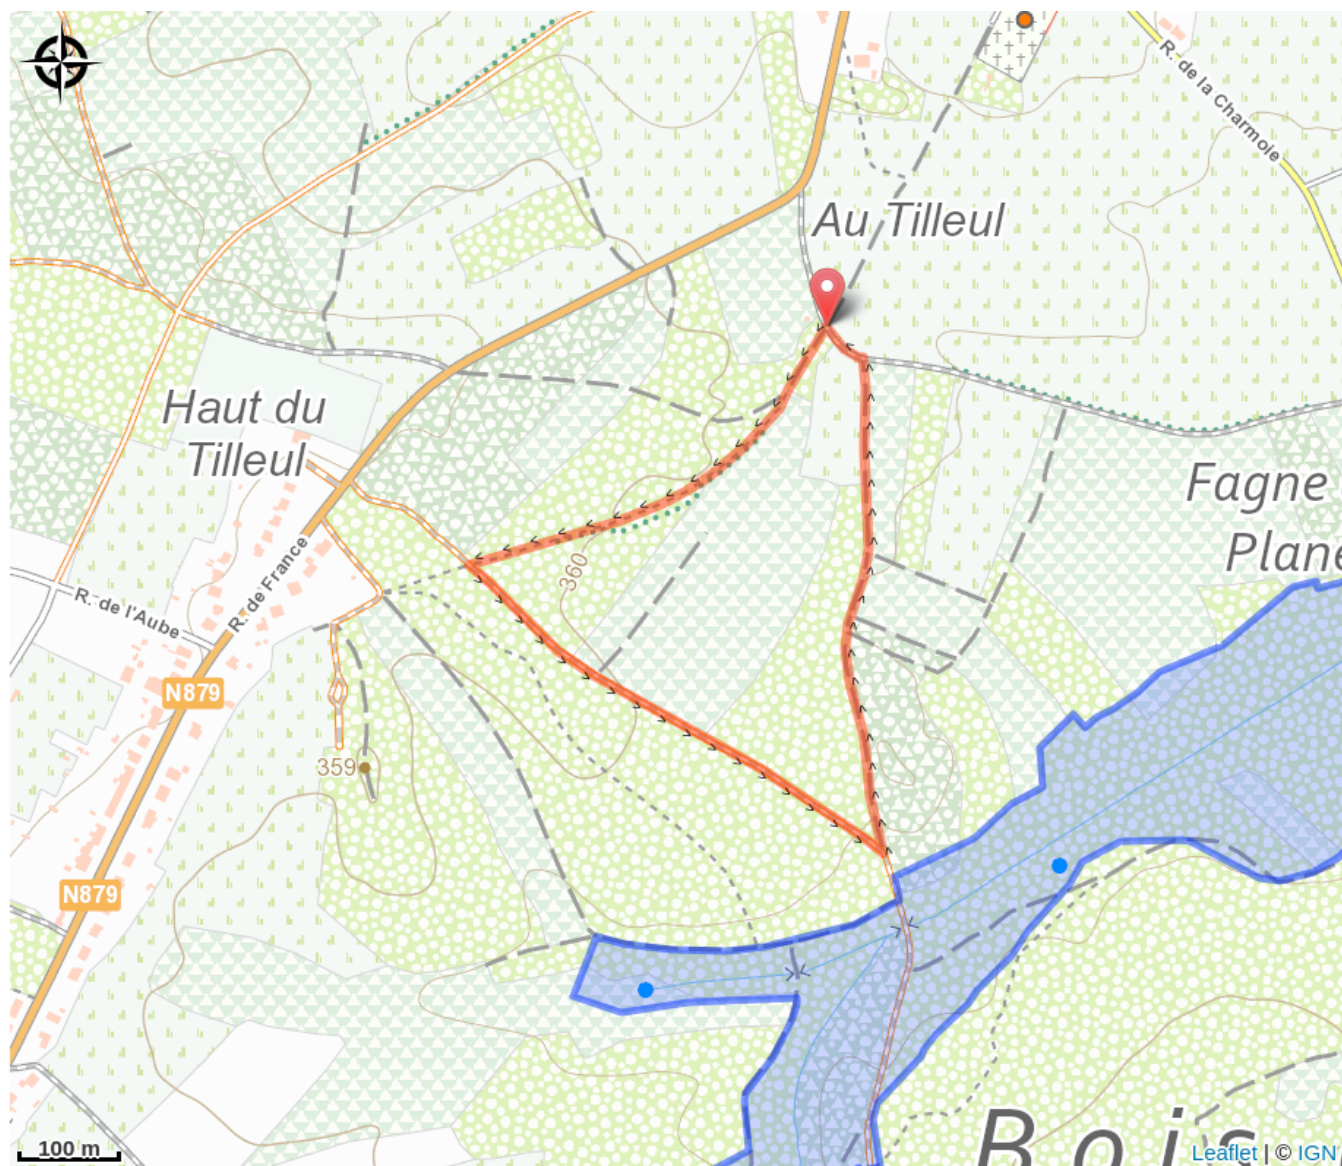 R. de la Charmoie
Au Tilleul
Haut du
Tilleul
Fagne
Plane
360
R. de France
R. de l'Aube
N879
359
N879
100 m
Bois
Leaflet | © IGN